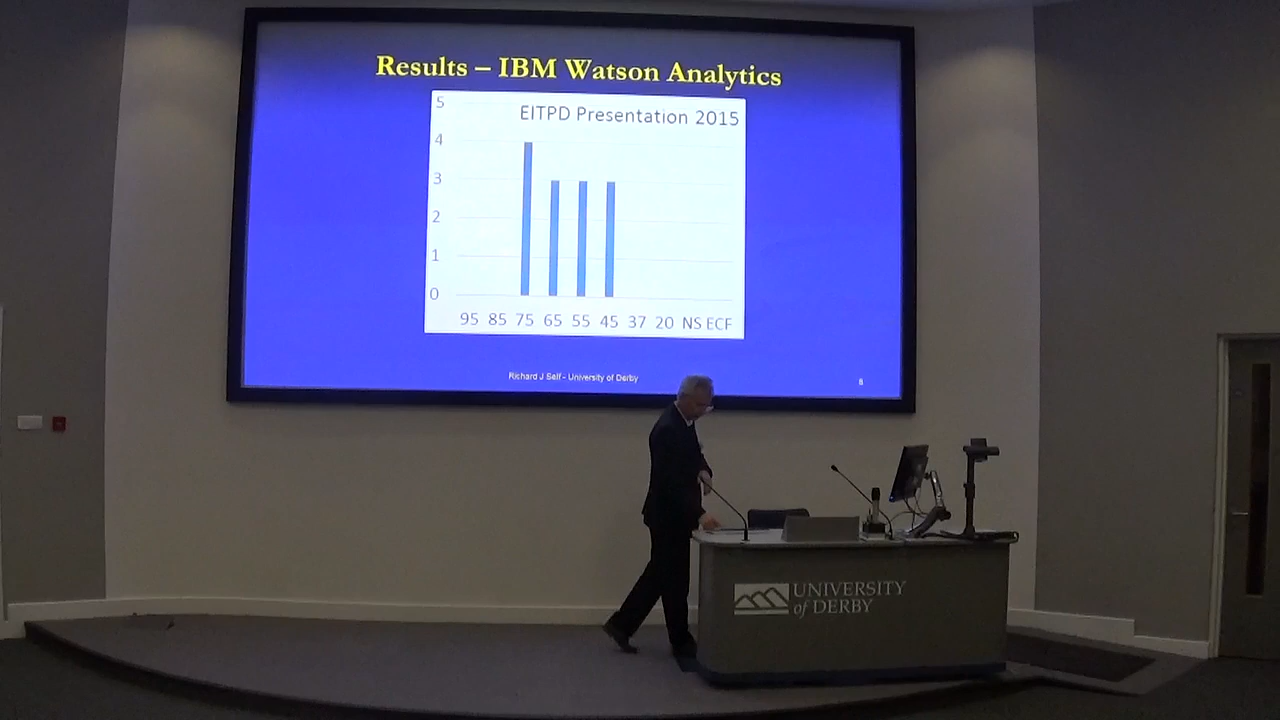 Results – IBM Watson Analytics
EITPD Presentation 2015
5
4
3
2
1
0
95 85 75 65 55 45 37 20 NS ECF
Richard J Self - University of Derby
8
UNIVERSITY
of DERBY